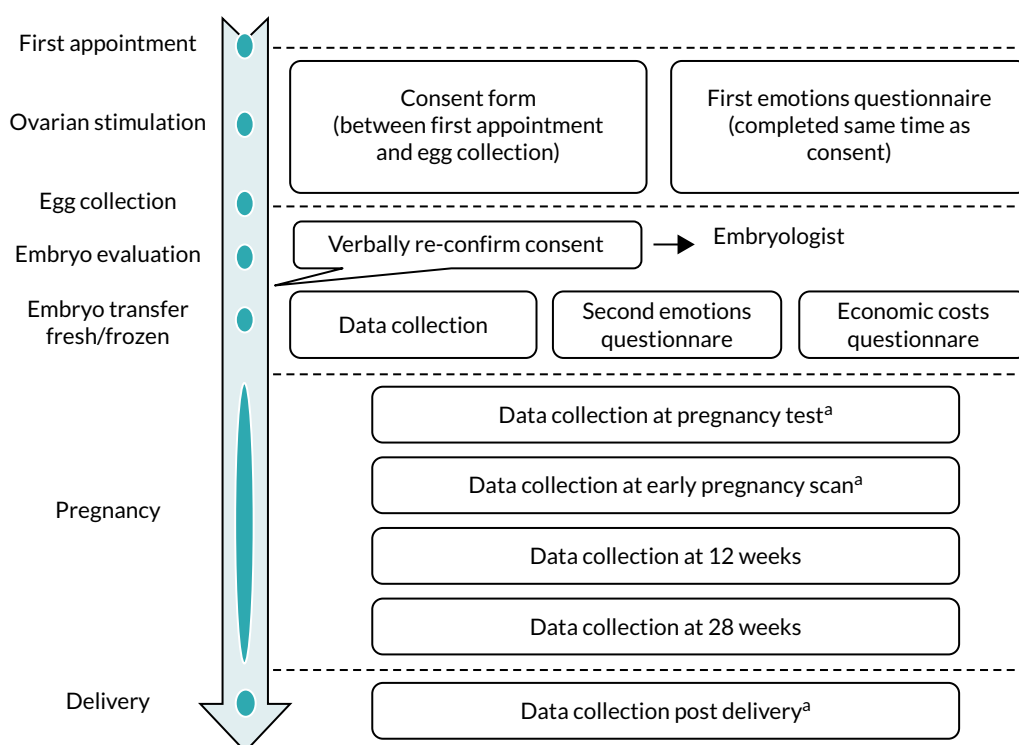 First appointment
Consent form
(between first appointment
and egg collection)
First emotions questionnaire
(completed same time as
consent)
Ovarian stimulation
Egg collection
Verbally re-confirm consent
Embryologist
Embryo evaluation
Embryo transfer
fresh/frozen
Data collection
Second emotions
questionnare
Economic costs
questionnare
Data collection at pregnancy testᵃ
Data collection at early pregnancy scanᵃ
Pregnancy
Data collection at 12 weeks
Data collection at 28 weeks
Delivery
Data collection post deliveryᵃ